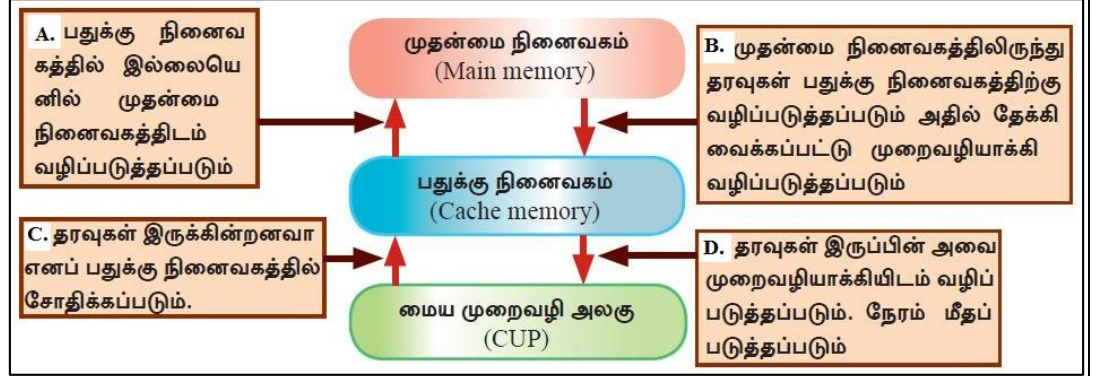 A. பதுக்கு நினைவ
கத்தில் இல்லையெ
னில் முதன்மை
நினைவகத்திடம்
வழிப்படுத்தப்படும்
முதன்மை நினைவகம்
(Main memory)
B. முதன்மை நினைவகத்திலிருந்து
தரவுகள் பதுக்கு நினைவகத்திற்கு
வழிப்படுத்தப்படும் அதில் தேக்கி
வைக்கப்பட்டு முறைவழியாக்கி
வழிப்படுத்தப்படும்
பதுக்கு நினைவகம்
(Cache memory)
C. தரவுகள் இருக்கின்றனவா
எனப் பதுக்கு நினைவகத்தில்
சோதிக்கப்படும்.
மைய முறைவழி அலகு
(CUP)
D. தரவுகள் இருப்பின் அவை
முறைவழியாக்கியிடம் வழிப்
படுத்தப்படும். நேரம் மீதப்
படுத்தப்படும்